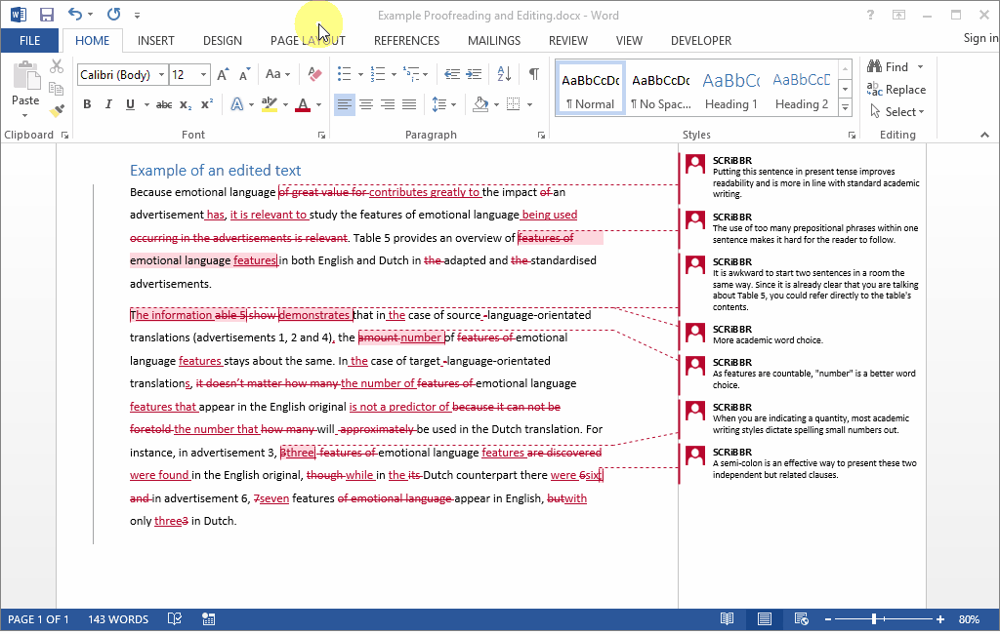 Example Proofreading and Editing.docx - Word
?
FILE HOME INSERT DESIGN PAGE LAYOUT REFERENCES MAILINGS REVIEW VIEW DEVELOPER Sign in
Paste
Calibri (Body) 12 A A Aa
B I U abc x₂ x² A ab A
A Z ¶
AaBbCcDc AaBbCcDc AaBbCc AaBbCcD
¶ Normal ¶ No Spac... Heading 1 Heading 2
Find
Replace
Select
Clipboard Font Paragraph Styles Editing
Example of an edited text
Because emotional language of great value for contributes greatly to the impact of an
advertisement has, it is relevant to study the features of emotional language being used
occurring in the advertisements is relevant. Table 5 provides an overview of features of
emotional language features in both English and Dutch in the adapted and the standardised
advertisements.
The information able 5 show demonstrates that in the case of source -language-orientated
translations (advertisements 1, 2 and 4), the amount number of features of emotional
language features stays about the same. In the case of target -language-orientated
translations, it doesn't matter how many the number of features of emotional language
features that appear in the English original is not a predictor of because it can not be
foretold the number that how many will approximately be used in the Dutch translation. For
instance, in advertisement 3, 3three features of emotional language features are discovered
were found in the English original, though while in the its Dutch counterpart there were 6six;
and in advertisement 6, 7seven features of emotional language appear in English, butwith
only three3 in Dutch.
SCRiBBR
Putting this sentence in present tense improves
readability and is more in line with standard academic
writing.
SCRiBBR
The use of too many prepositional phrases within one
sentence makes it hard for the reader to follow.
SCRiBBR
It is awkward to start two sentences in a room the
same way. Since it is already clear that you are talking
about Table 5, you could refer directly to the table's
contents.
SCRiBBR
More academic word choice.
SCRiBBR
As features are countable, "number" is a better word
choice.
SCRiBBR
When you are indicating a quantity, most academic
writing styles dictate spelling small numbers out.
SCRiBBR
A semi-colon is an effective way to present these two
independent but related clauses.
PAGE 1 OF 1 143 WORDS 80%